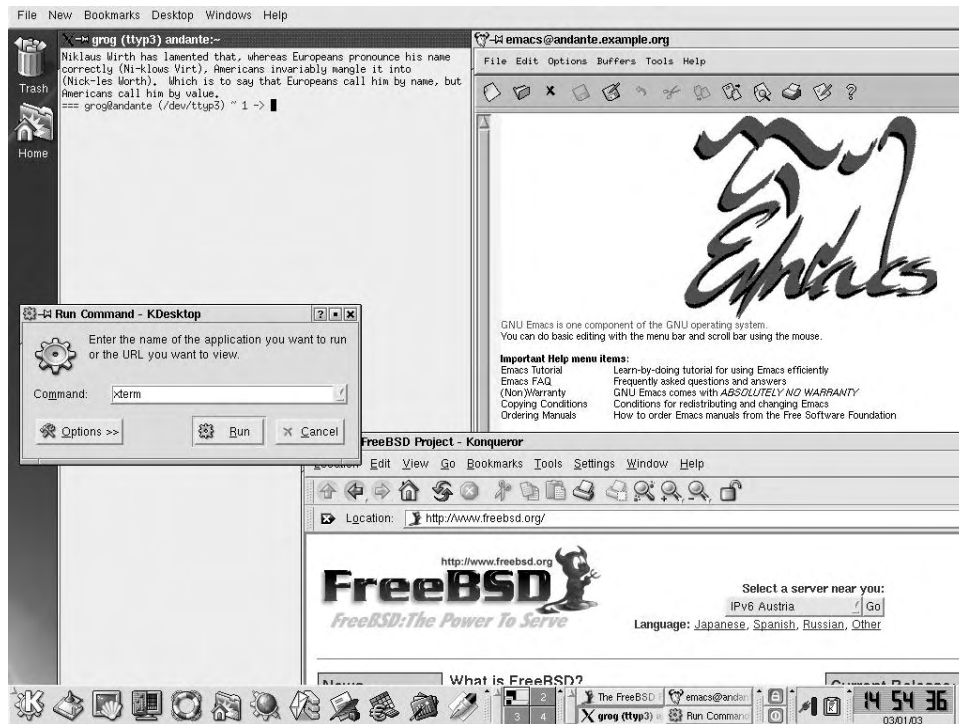 File New Bookmarks Desktop Windows Help
grog (ttyp3) andante:~
Niklaus Wirth has lamented that, whereas Europeans pronounce his name
correctly (Ni-klows Virt), Americans invariably mangle it into
(Nick-les Worth). Which is to say that Europeans call him by name, but
Americans call him by value.
=== grog@andante (/dev/ttyp3) ~ 1 ->
Trash
Home
emacs@andante.example.org
File Edit Options Buffers Tools Help
Emacs
GNU Emacs is one component of the GNU operating system.
You can do basic editing with the menu bar and scroll bar using the mouse.
Important Help menu items:
Emacs Tutorial Learn-by-doing tutorial for using Emacs efficiently
Emacs FAQ Frequently asked questions and answers
(Non)Warranty GNU Emacs comes with ABSOLUTELY NO WARRANTY
Copying Conditions Conditions for redistributing and changing Emacs
Ordering Manuals How to order Emacs manuals from the Free Software Foundation
Run Command - KDesktop
Enter the name of the application you want to run
or the URL you want to view.
Command: xterm
Options >>
Run
Cancel
FreeBSD Project - Konqueror
Edit View Go Bookmarks Tools Settings Window Help
Location: http://www.freebsd.org/
http://www.freebsd.org
FreeBSD
FreeBSD:The Power To Serve
Select a server near you:
IPv6 Austria Go
Language: Japanese, Spanish, Russian, Other
What is FreeBSD?
2
3 4
The FreeBSD
emacs@andan
grog (ttyp3)
Run Command
14 54 36
03/01/03